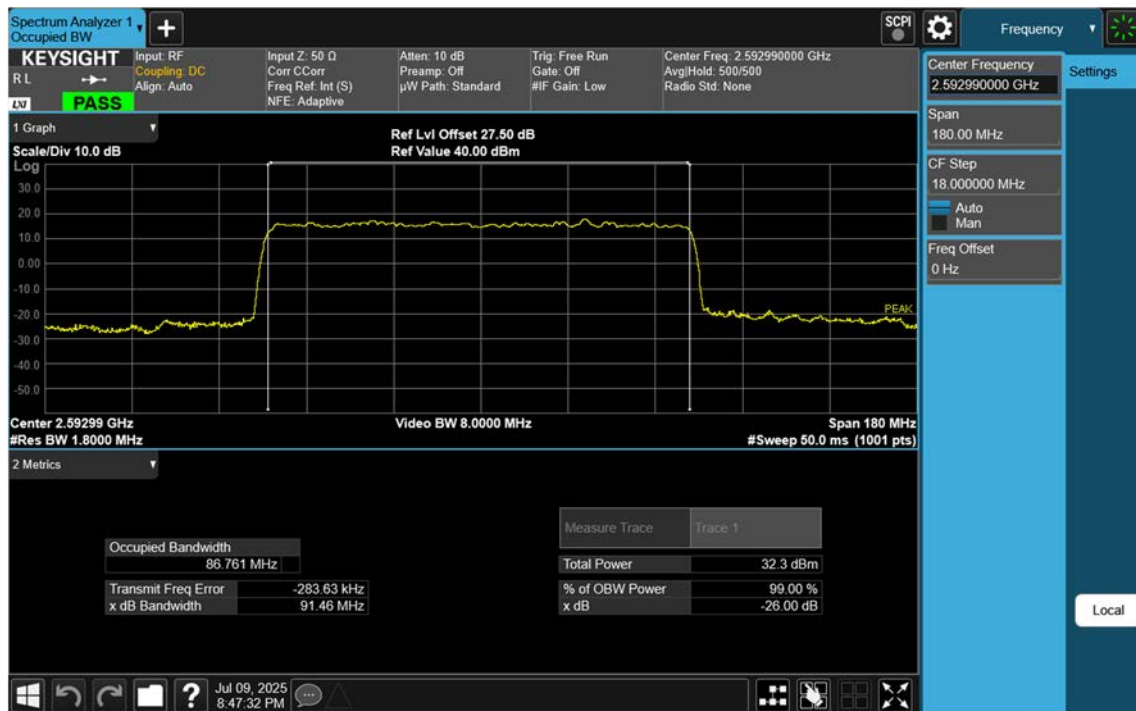 Spectrum Analyzer 1
Occupied BW
+
SCPI
Frequency
KEYSIGHT
R L
LXI
PASS
Input: RF
Coupling: DC
Align: Auto
Input Z: 50 Ω
Corr CCorr
Freq Ref: Int (S)
NFE: Adaptive
Atten: 10 dB
Preamp: Off
µW Path: Standard
Trig: Free Run
Gate: Off
#IF Gain: Low
Center Freq: 2.592990000 GHz
Avg|Hold: 500/500
Radio Std: None
Center Frequency
2.592990000 GHz
Settings
Span
180.00 MHz
CF Step
18.000000 MHz
Auto
Man
Freq Offset
0 Hz
Local
1 Graph
Scale/Div 10.0 dB
Ref Lvl Offset 27.50 dB
Ref Value 40.00 dBm
Log
30.0
20.0
10.0
0.00
-10.0
-20.0
-30.0
-40.0
-50.0
PEAK
Center 2.59299 GHz
Video BW 8.0000 MHz
Span 180 MHz
#Res BW 1.8000 MHz
#Sweep 50.0 ms (1001 pts)
2 Metrics
Occupied Bandwidth
86.761 MHz
Transmit Freq Error -283.63 kHz
x dB Bandwidth 91.46 MHz
Measure Trace Trace 1
Total Power 32.3 dBm
% of OBW Power 99.00 %
x dB -26.00 dB
?
Jul 09, 2025
8:47:32 PM